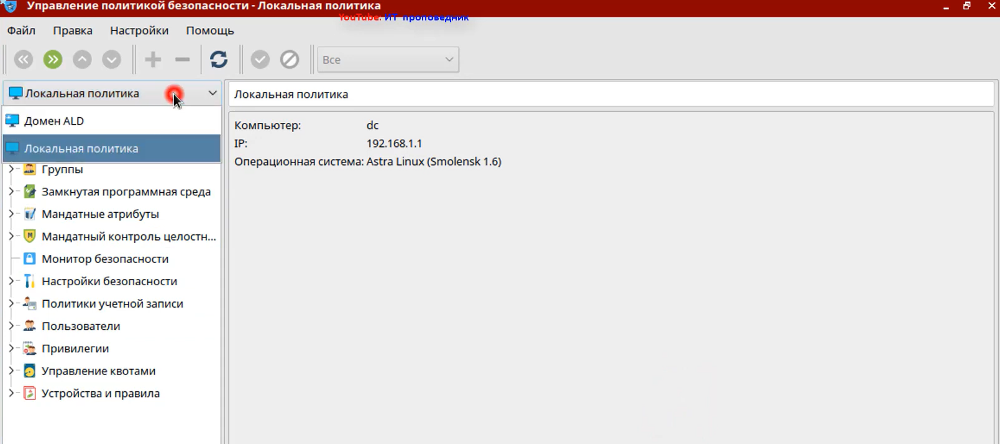 Управление политикой безопасности - Локальная политика
YouTube: ИТ проповедник
Файл Правка Настройки Помощь
Все
Локальная политика
Домен ALD
Локальная политика
Группы
Замкнутая программная среда
Мандатные атрибуты
Мандатный контроль целостн...
Монитор безопасности
Настройки безопасности
Политики учетной записи
Пользователи
Привилегии
Управление квотами
Устройства и правила
Локальная политика
Компьютер: dc
IP: 192.168.1.1
Операционная система: Astra Linux (Smolensk 1.6)